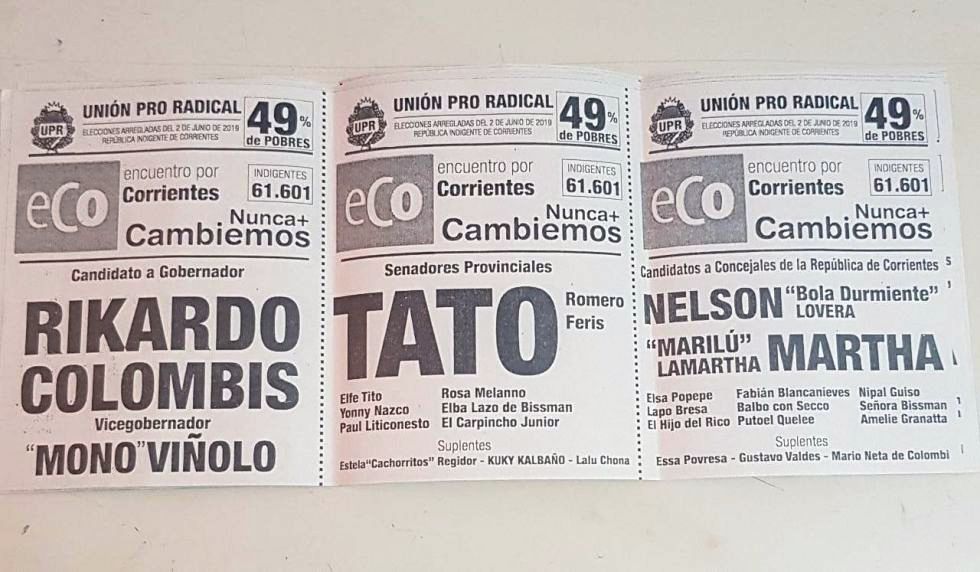 UPR
UNIÓN PRO RADICAL
ELECCIONES ARREGLADAS DEL 2 DE JUNIO DE 2019
REPÚBLICA INDIGENTE DE CORRIENTES
49%
de POBRES
eco
encuentro por
Corrientes
INDIGENTES
61.601
Nunca+
Cambiemos
Candidato a Gobernador
RIKARDO
COLOMBIS
Vicegobernador
"MONO" VIÑOLO
UPR
UNIÓN PRO RADICAL
ELECCIONES ARREGLADAS DEL 2 DE JUNIO DE 2019
REPÚBLICA INDIGENTE DE CORRIENTES
49%
de POBRES
eco
encuentro por
Corrientes
INDIGENTES
61.601
Nunca+
Cambiemos
Senadores Provinciales
TATO
Romero
Feris
Elfe Tito
Yonny Nazco
Paul Liticonesto
Rosa Melanno
Elba Lazo de Bissman
El Carpincho Junior
Suplentes
Estela"Cachorritos" Regidor - KUKY KALBAÑO - Lalu Chona
UPR
UNIÓN PRO RADICAL
ELECCIONES ARREGLADAS DEL 2 DE JUNIO DE 2019
REPÚBLICA INDIGENTE DE CORRIENTES
49%
de POBRES
eco
encuentro por
Corrientes
INDIGENTES
61.601
Nunca+
Cambiemos
Candidatos a Concejales de la República de Corrientes
NELSON "Bola Durmiente"
LOVERA
"MARILÚ"
LAMARTHA
MARTHA
Elsa Popepe
Lapo Bresa
El Hijo del Rico
Fabián Blancanieves
Balbo con Secco
Putoel Quelee
Nipal Guiso
Señora Bissman
Amelie Granatta
Suplentes
Essa Povresa - Gustavo Valdes - Mario Neta de Colombi